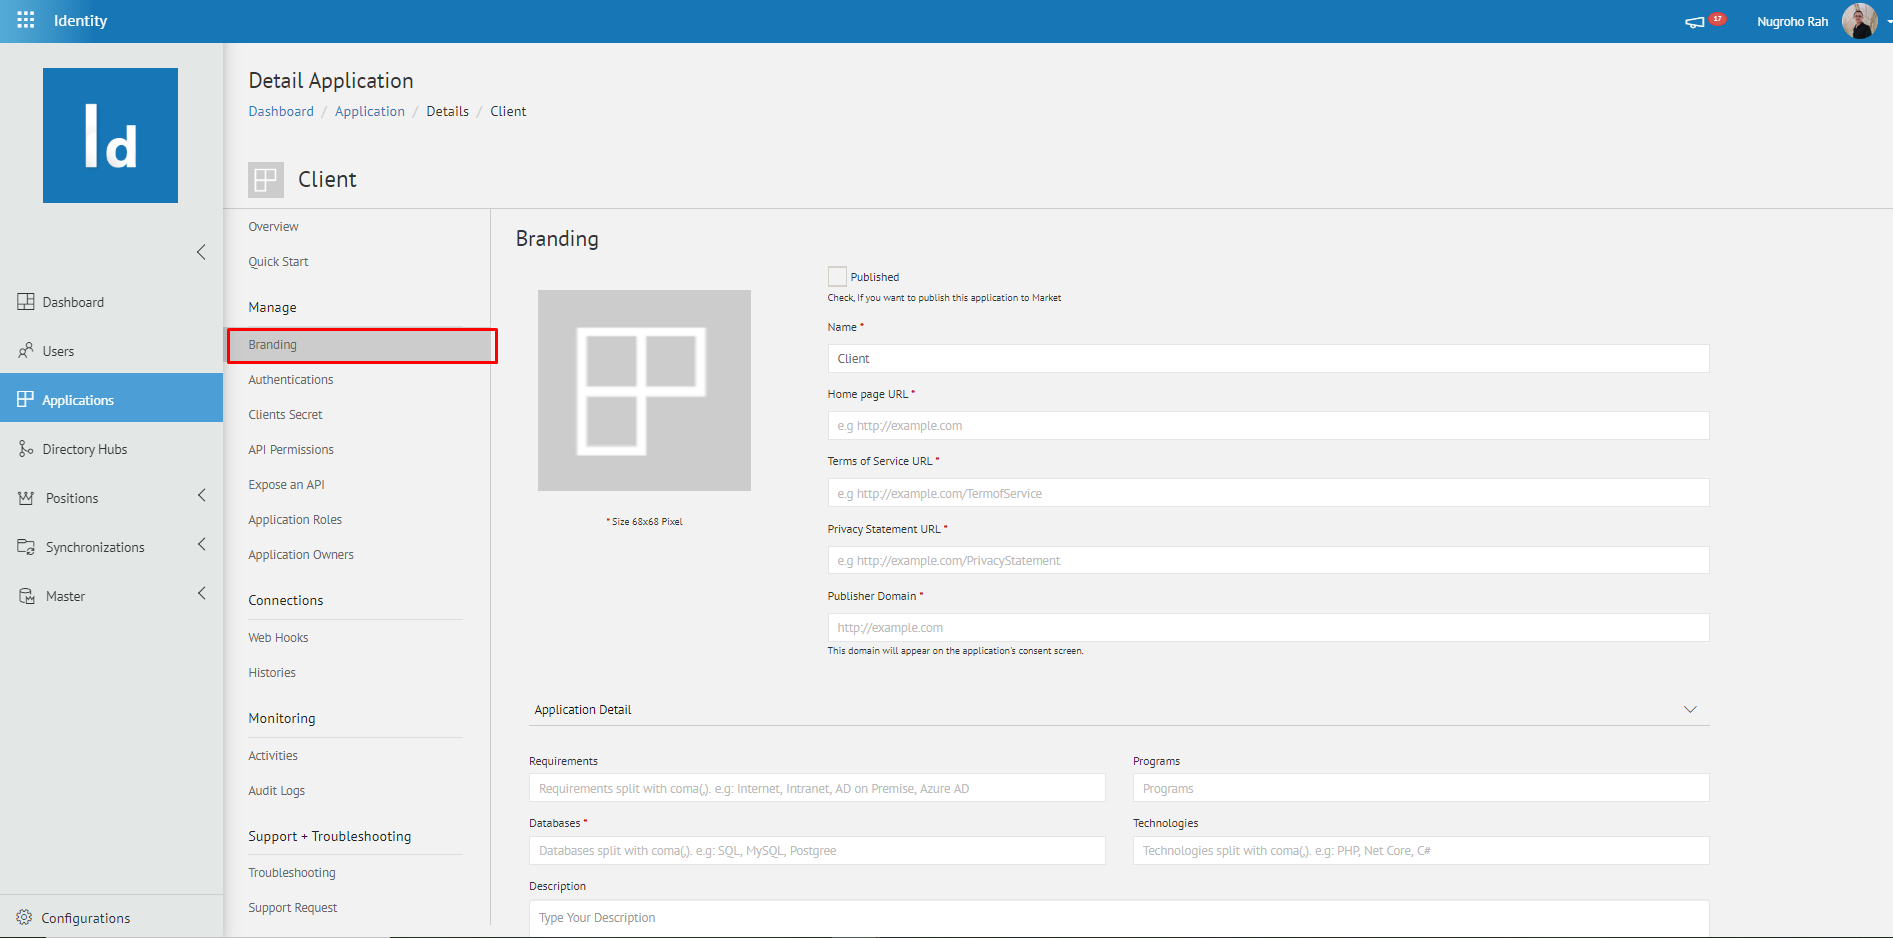 Identity
17
Nugroho Rah
Id
Dashboard
Users
Applications
Directory Hubs
Positions
Synchronizations
Master
Configurations
Detail Application
Dashboard / Application / Details / Client
Client
Overview
Quick Start
Manage
Branding
Authentications
Clients Secret
API Permissions
Expose an API
Application Roles
Application Owners
Connections
Web Hooks
Histories
Monitoring
Activities
Audit Logs
Support + Troubleshooting
Troubleshooting
Support Request
Branding
* Size 68x68 Pixel
Published
Check, If you want to publish this application to Market
Name *
Client
Home page URL *
e.g http://example.com
Terms of Service URL *
e.g http://example.com/TermofService
Privacy Statement URL *
e.g http://example.com/PrivacyStatement
Publisher Domain *
http://example.com
This domain will appear on the application's consent screen.
Application Detail
Requirements
Requirements split with coma(,). e.g: Internet, Intranet, AD on Premise, Azure AD
Programs
Programs
Databases *
Databases split with coma(,). e.g: SQL, MySQL, Postgree
Technologies
Technologies split with coma(,). e.g: PHP, Net Core, C#
Description
Type Your Description